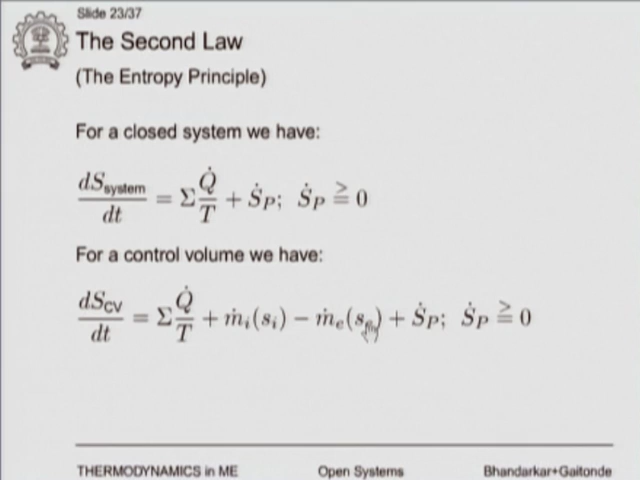 Slide 23/37
The Second Law
(The Entropy Principle)
For a closed system we have:
dS_system/dt = Σ Q̇/T + Ṡ_P; Ṡ_P ≧ 0
For a control volume we have:
dS_CV/dt = Σ Q̇/T + ṁ_i(s_i) − ṁ_e(s_e) + Ṡ_P; Ṡ_P ≧ 0
THERMODYNAMICS in ME Open Systems Bhandarkar+Gaitonde